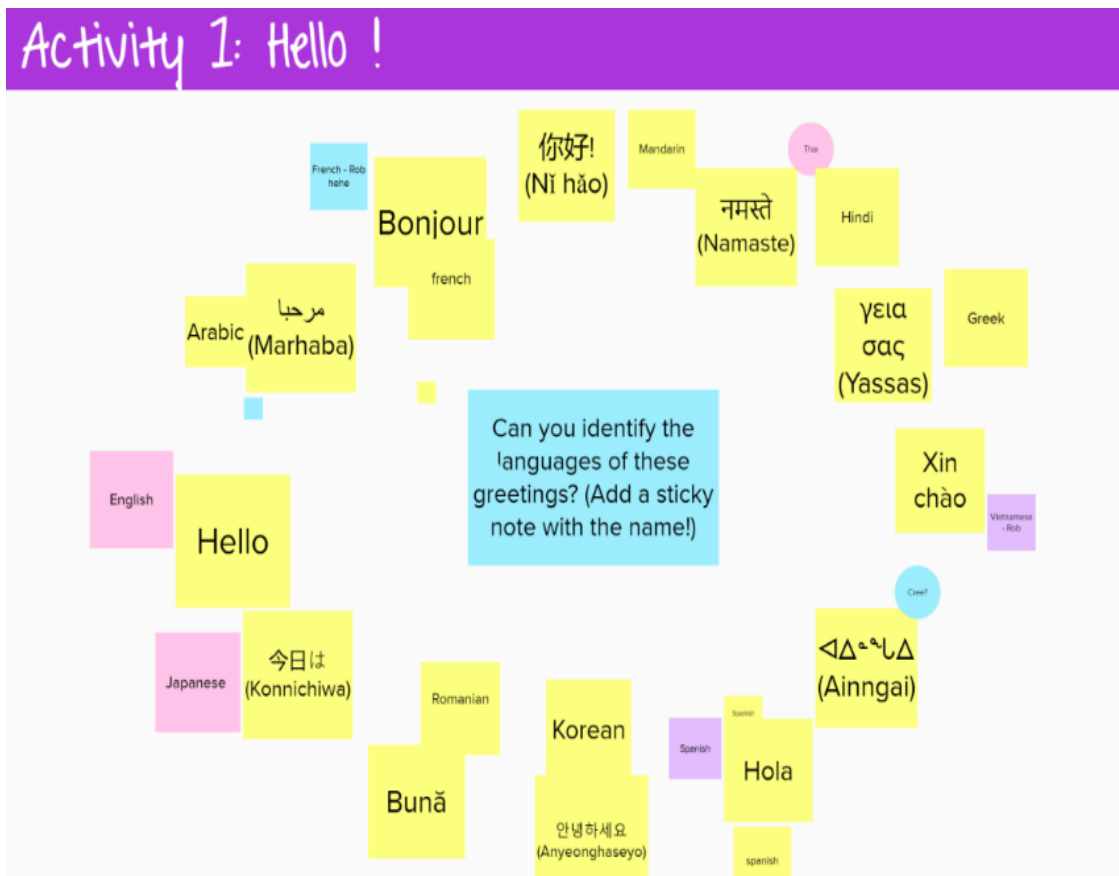 Activity 1: Hello !
你好!
(Nǐ hǎo)
Mandarin
Thai
French - Rob
hehe
Bonjour
french
नमस्ते
(Namaste)
Hindi
Arabic
مرحبا
(Marhaba)
γεια
σας
(Yassas)
Greek
Can you identify the
languages of these
greetings? (Add a sticky
note with the name!)
Xin
chào
Vietnamese
- Rob
English
Hello
Cree?
ᐊᐃᓐᖓᐃ
(Ainngai)
Japanese
今日は
(Konnichiwa)
Romanian
Bună
Korean
안녕하세요
(Anyeonghaseyo)
Spanish
Spanish
Hola
spanish